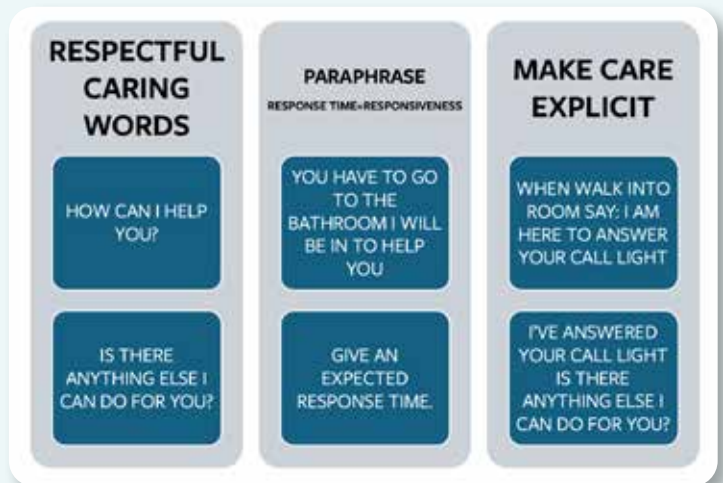 RESPECTFUL
CARING
WORDS
HOW CAN I HELP
YOU?
IS THERE
ANYTHING ELSE I
CAN DO FOR YOU?
PARAPHRASE
RESPONSE TIME=RESPONSIVENESS
YOU HAVE TO GO
TO THE
BATHROOM I WILL
BE IN TO HELP
YOU
GIVE AN
EXPECTED
RESPONSE TIME.
MAKE CARE
EXPLICIT
WHEN WALK INTO
ROOM SAY: I AM
HERE TO ANSWER
YOUR CALL LIGHT
I'VE ANSWERED
YOUR CALL LIGHT
IS THERE
ANYTHING ELSE I
CAN DO FOR YOU?